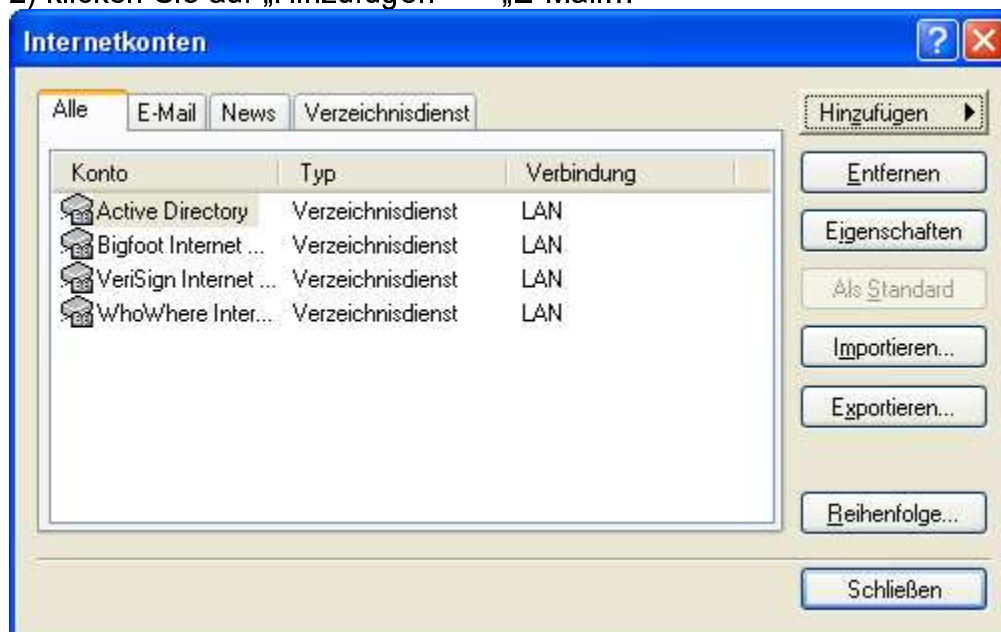 Internetkonten
Alle E-Mail News Verzeichnisdienst
Hinzufügen
Konto Typ Verbindung
Entfernen
Active Directory Verzeichnisdienst LAN
Bigfoot Internet ... Verzeichnisdienst LAN
Eigenschaften
VeriSign Internet ... Verzeichnisdienst LAN
Als Standard
WhoWhere Inter... Verzeichnisdienst LAN
Importieren...
Exportieren...
Reihenfolge...
Schließen